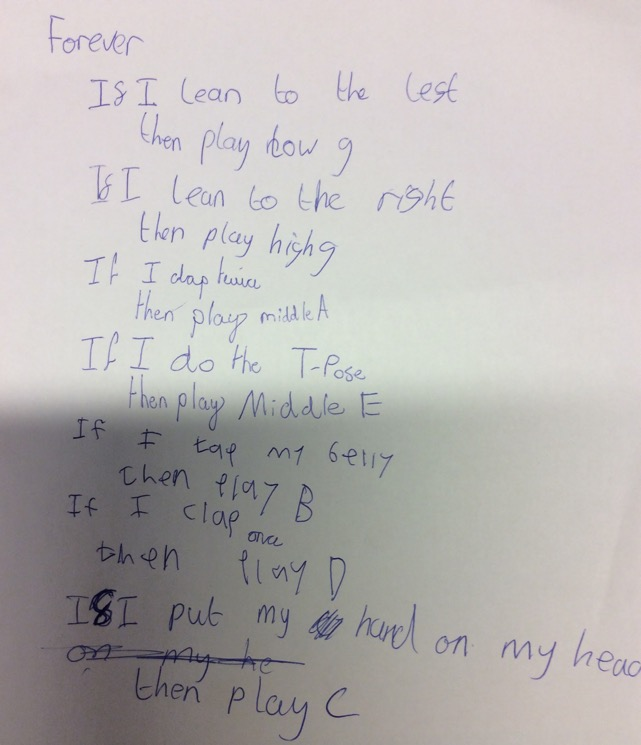 Forever
If I lean to the left
then play low g
If I lean to the right
then play high g
If I clap twice
then play middle A
If I do the T-Pose
then play Middle E
If I tap my belly
then play B
If I clap once
then play D
If I put my hand on my head
on my he
then play C